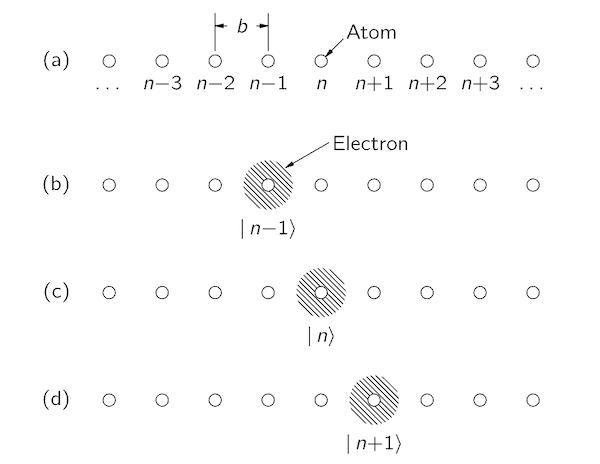 b
Atom
(a)
... n−3 n−2 n−1 n n+1 n+2 n+3 ...
Electron
(b)
| n−1⟩
(c)
| n⟩
(d)
| n+1⟩